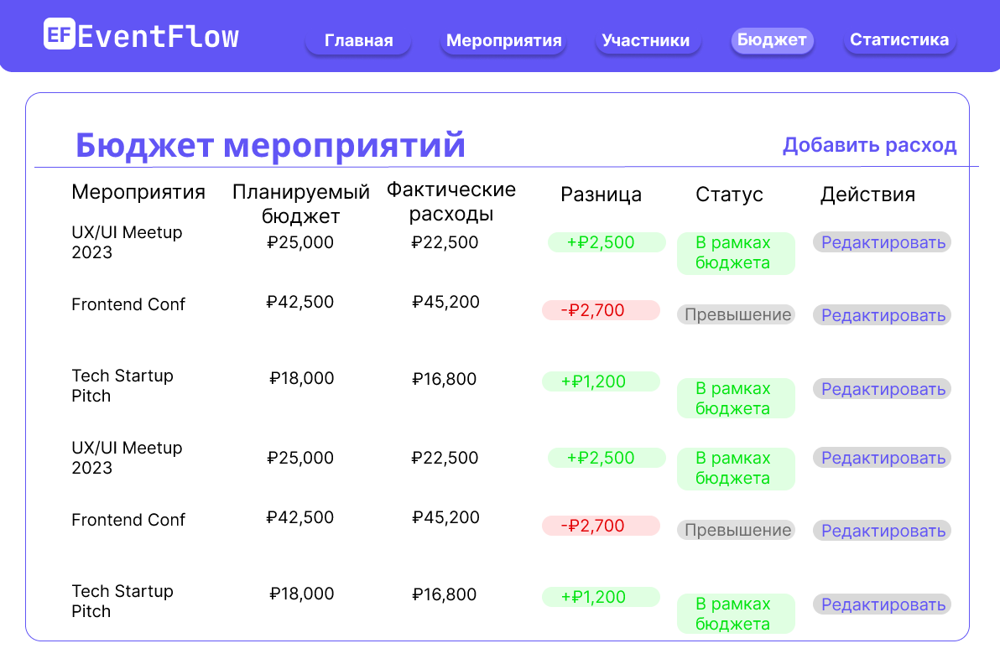 EF EventFlow Главная Мероприятия Участники Бюджет Статистика
Бюджет мероприятий Добавить расход
Мероприятия Планируемый бюджет Фактические расходы Разница Статус Действия
UX/UI Meetup 2023 ₽25,000 ₽22,500 +₽2,500 В рамках бюджета Редактировать
Frontend Conf ₽42,500 ₽45,200 -₽2,700 Превышение Редактировать
Tech Startup Pitch ₽18,000 ₽16,800 +₽1,200 В рамках бюджета Редактировать
UX/UI Meetup 2023 ₽25,000 ₽22,500 +₽2,500 В рамках бюджета Редактировать
Frontend Conf ₽42,500 ₽45,200 -₽2,700 Превышение Редактировать
Tech Startup Pitch ₽18,000 ₽16,800 +₽1,200 В рамках бюджета Редактировать